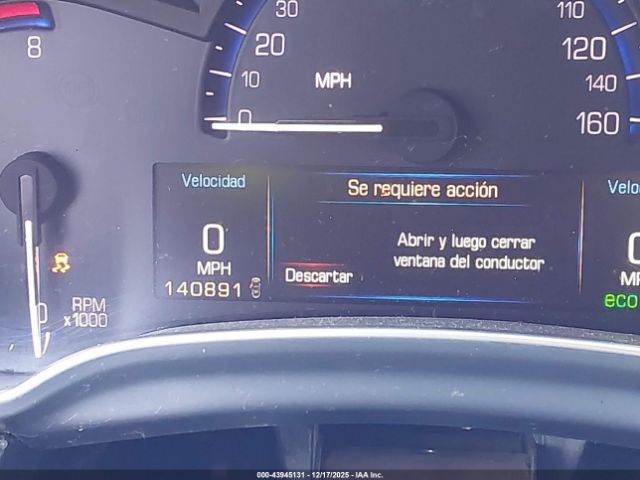 30
20
10
0
MPH
110
120
140
160
8
Velocidad
0
MPH
140891
Se requiere acción
Abrir y luego cerrar
ventana del conductor
Descartar
eco
0
RPM
x1000
000-43945131 - 12/17/2025 - IAA Inc.